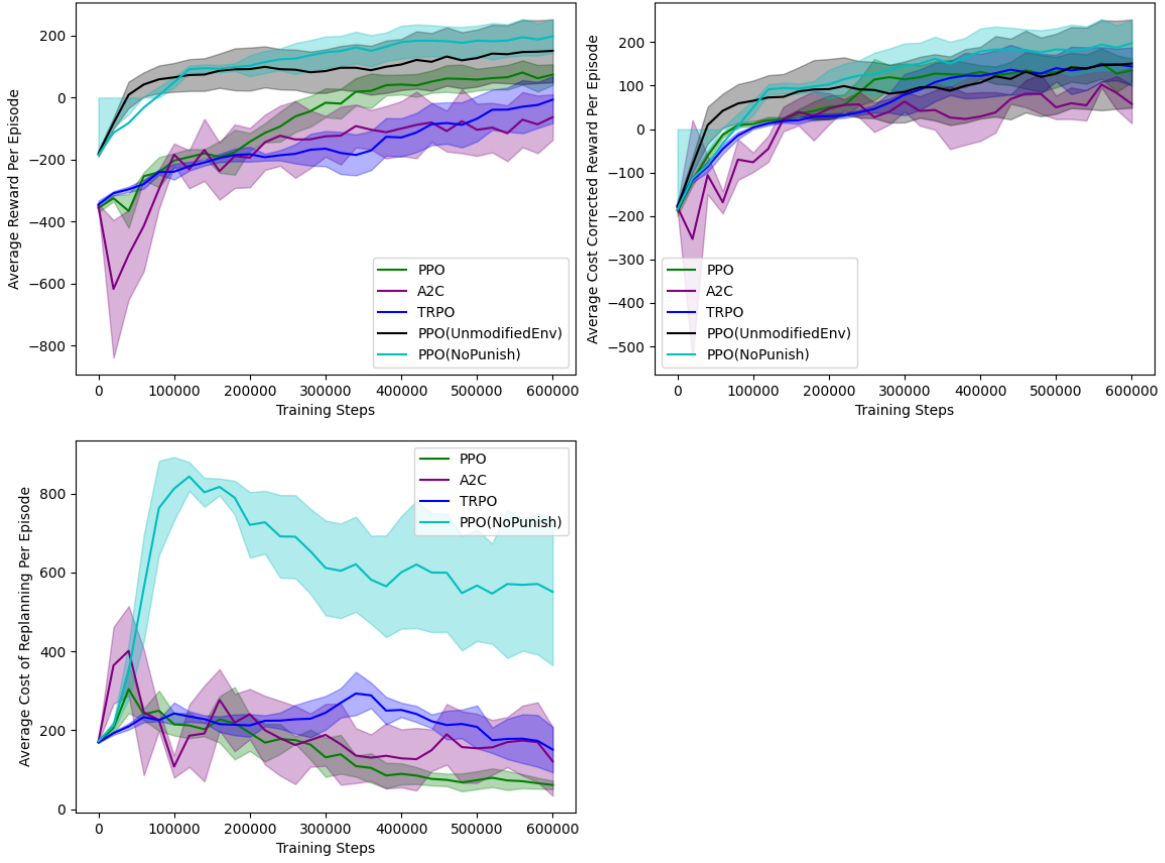 200
0
−200
−400
−600
−800
Average Reward Per Episode
0
100000
200000
300000
400000
500000
600000
Training Steps
PPO
A2C
TRPO
PPO(UnmodifiedEnv)
PPO(NoPunish)
200
100
0
−100
−200
−300
−400
−500
Average Cost Corrected Reward Per Episode
0
100000
200000
300000
400000
500000
600000
Training Steps
PPO
A2C
TRPO
PPO(UnmodifiedEnv)
PPO(NoPunish)
800
600
400
200
0
Average Cost of Replanning Per Episode
0
100000
200000
300000
400000
500000
600000
Training Steps
PPO
A2C
TRPO
PPO(NoPunish)